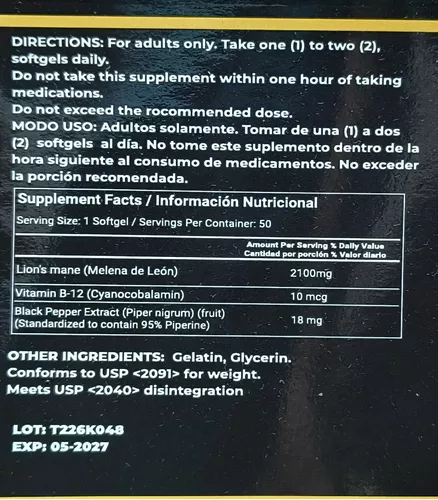 DIRECTIONS: For adults only. Take one (1) to two (2),
softgels daily.
Do not take this supplement within one hour of taking
medications.
Do not exceed the rocommended dose.
MODO USO: Adultos solamente. Tomar de una (1) a dos
(2) softgels al día. No tome este suplemento dentro de la
hora siguiente al consumo de medicamentos. No exceder
la porción recomendada.
Supplement Facts / Información Nutricional
Serving Size: 1 Softgel / Servings Per Container: 50
Amount Per Serving % Daily Value
Cantidad por porción % Valor diario
Lion's mane (Melena de León) 2100mg
Vitamin B-12 (Cyanocobalamin) 10 mcg
Black Pepper Extract (Piper nigrum) (fruit)
(Standardized to contain 95% Piperine) 18 mg
OTHER INGREDIENTS: Gelatin, Glycerin.
Conforms to USP <2091> for weight.
Meets USP <2040> disintegration
LOT: T226K048
EXP: 05-2027